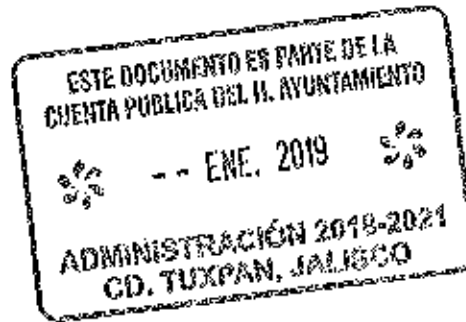 ESTE DOCUMENTO ES PARTE DE LA
CUENTA PUBLICA DEL H. AYUNTAMIENTO
-- ENE. 2019
ADMINISTRACIÓN 2018-2021
CD. TUXPAN, JALISCO